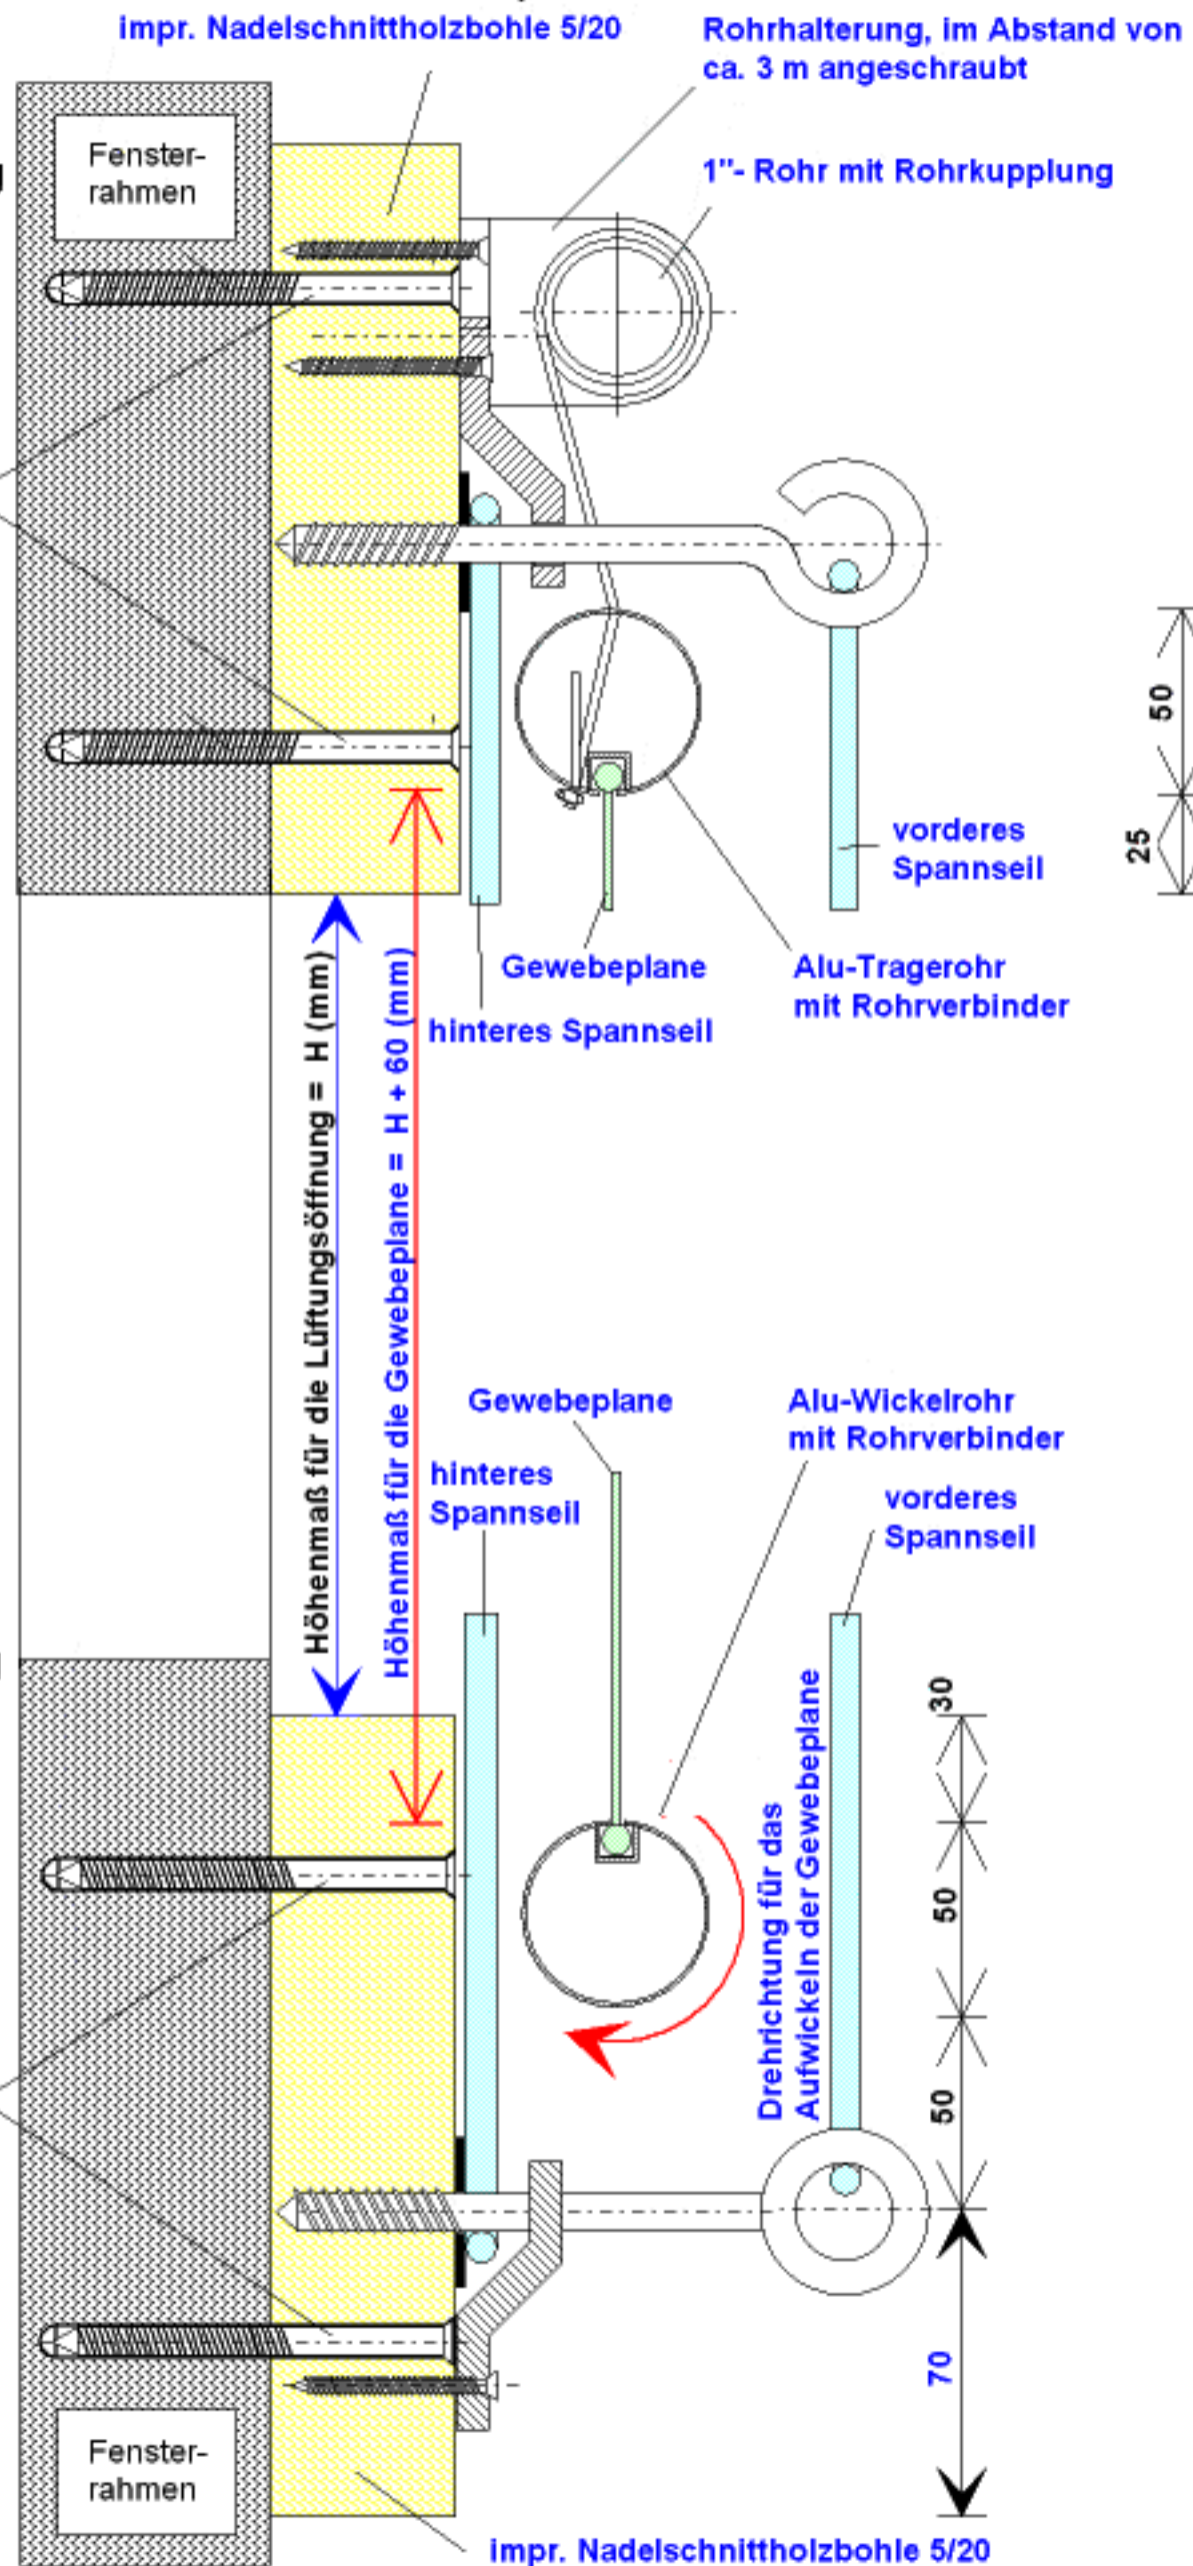 impr. Nadelschnittholzbohle 5/20
Rohrhalterung, im Abstand von
ca. 3 m angeschraubt
Fenster-
rahmen
1"- Rohr mit Rohrkupplung
50
25
vorderes
Spannseil
Gewebeplane
Alu-Tragerohr
mit Rohrverbinder
hinteres Spannseil
Höhenmaß für die Lüftungsöffnung = H (mm)
Höhenmaß für die Gewebeplane = H + 60 (mm)
Gewebeplane
Alu-Wickelrohr
mit Rohrverbinder
hinteres
Spannseil
vorderes
Spannseil
Drehrichtung für das
Aufwickeln der Gewebeplane
30
50
50
70
Fenster-
rahmen
impr. Nadelschnittholzbohle 5/20